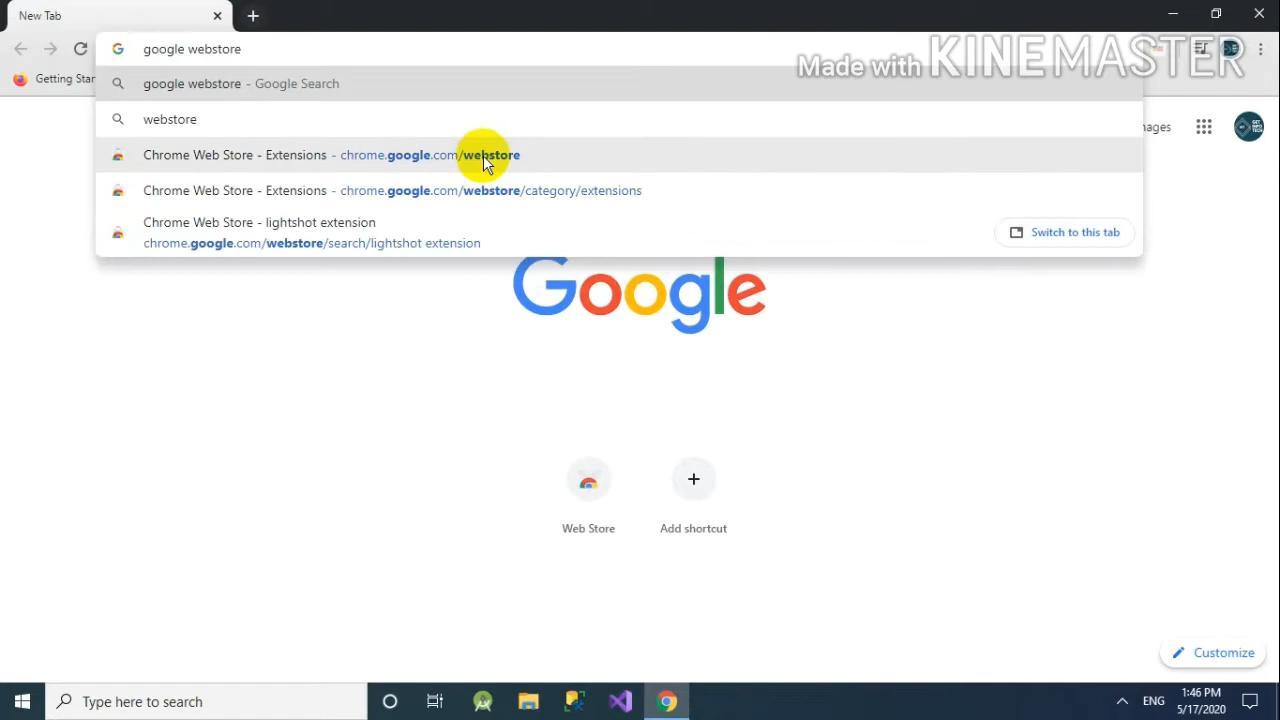 New Tab
google webstore
Made with KINEMASTER
Getting Star
google webstore - Google Search
webstore
Chrome Web Store - Extensions - chrome.google.com/webstore
Chrome Web Store - Extensions - chrome.google.com/webstore/category/extensions
Chrome Web Store - lightshot extension
chrome.google.com/webstore/search/lightshot extension
Switch to this tab
nages
Google
Web Store
Add shortcut
Customize
Type here to search
ENG
1:46 PM
5/17/2020